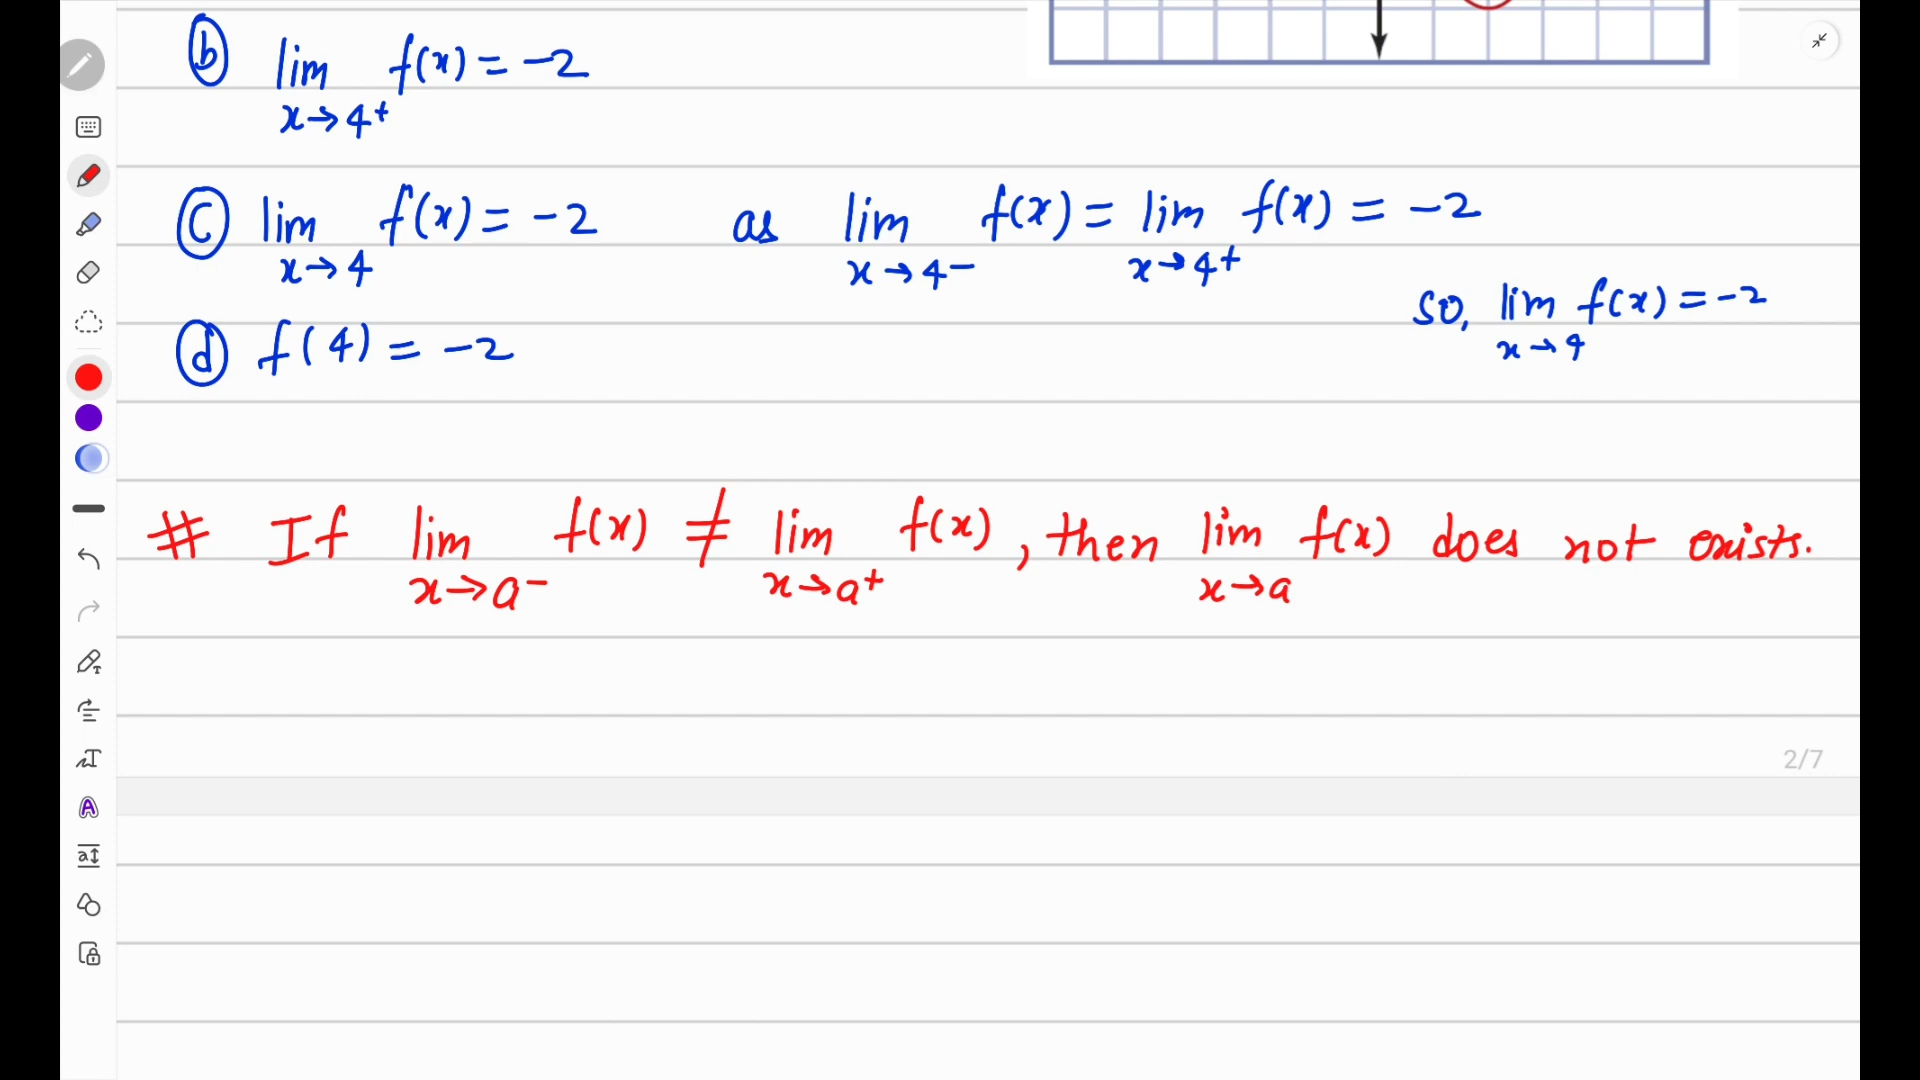 b lim x→4⁺ f(x) = -2
c lim x→4 f(x) = -2 as lim x→4⁻ f(x) = lim x→4⁺ f(x) = -2
so, lim x→4 f(x) = -2
d f(4) = -2
# If lim x→a⁻ f(x) ≠ lim x→a⁺ f(x), then lim x→a f(x) does not exists.
2/7